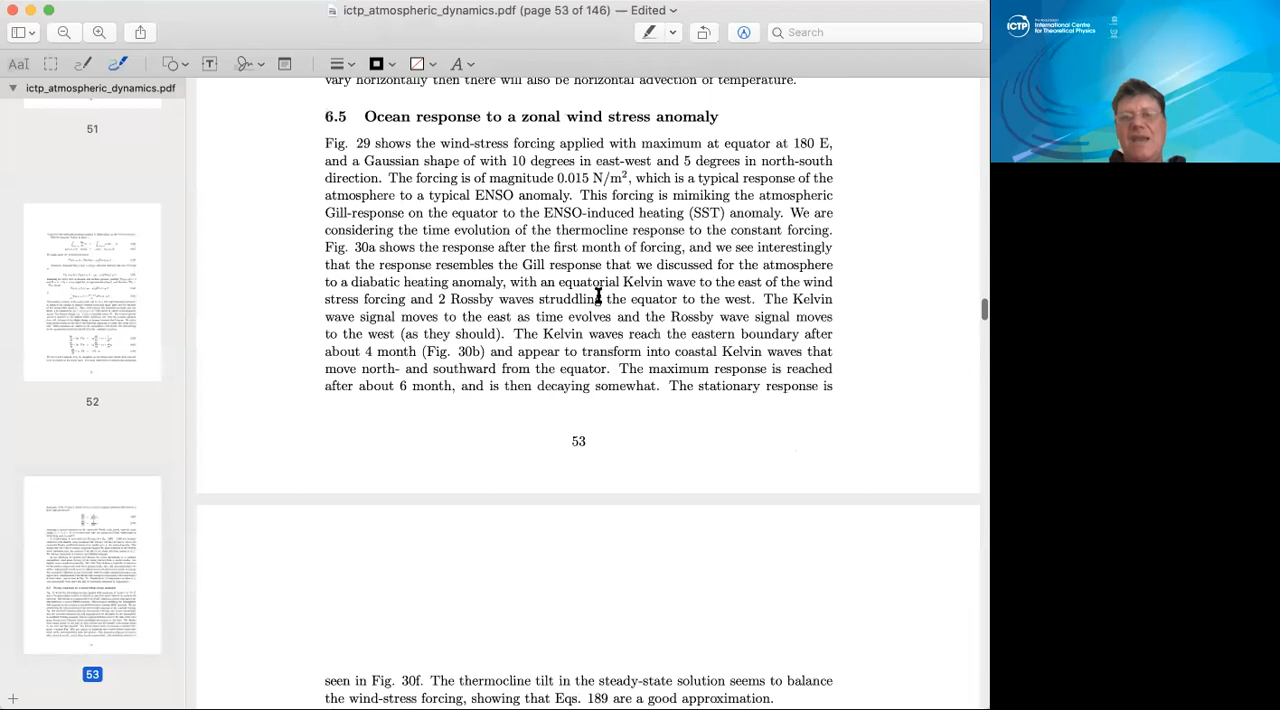 ictp_atmospheric_dynamics.pdf (page 53 of 146) — Edited
Search
ictp_atmospheric_dynamics.pdf
51
52
53
vary horizontally then there will also be horizontal advection of temperature.
6.5 Ocean response to a zonal wind stress anomaly
Fig. 29 shows the wind-stress forcing applied with maximum at equator at 180 E,
and a Gaussian shape of with 10 degrees in east-west and 5 degrees in north-south
direction. The forcing is of magnitude 0.015 N/m², which is a typical response of the
atmosphere to a typical ENSO anomaly. This forcing is mimiking the atmospheric
Gill-response on the equator to the ENSO-induced heating (SST) anomaly. We are
considering the time evolving thermocline response to the constant forcing.
Fig. 30a shows the response after the first month of forcing, and we see interestingly
that the response resembles a Gill response that we discussed for the atmosphere
to a diabatic heating anomaly, with an equatorial Kelvin wave to the east of the wind
stress forcing and 2 Rossby waves stradling the equator to the west. The Kelvin
wave signal moves to the east as time evolves and the Rossby wave signal moves
to the west (as they should). The Kelvin waves reach the eastern boundary after
about 4 month (Fig. 30b) and appear to transform into coastal Kelvin waves that
move north- and southward from the equator. The maximum response is reached
after about 6 month, and is then decaying somewhat. The stationary response is
53
seen in Fig. 30f. The thermocline tilt in the steady-state solution seems to balance
the wind-stress forcing, showing that Eqs. 189 are a good approximation.
ICTP
International Centre
for Theoretical Physics